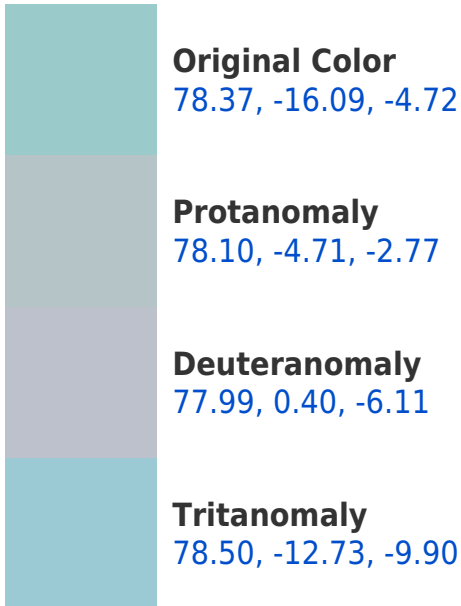 Original Color
78.37, -16.09, -4.72
Protanomaly
78.10, -4.71, -2.77
Deuteranomaly
77.99, 0.40, -6.11
Tritanomaly
78.50, -12.73, -9.90